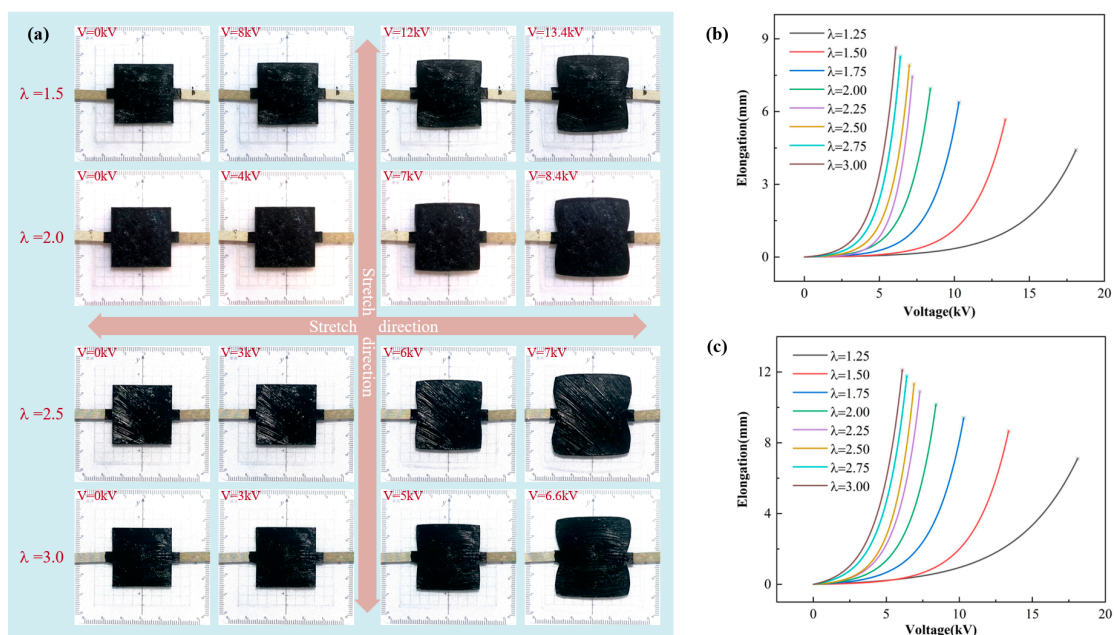 (a)
V=0kV
V=8kV
V=12kV
V=13.4kV
λ =1.5
V=0kV
V=4kV
V=7kV
V=8.4kV
λ =2.0
Stretch direction
Stretch direction
V=0kV
V=3kV
V=6kV
V=7kV
λ =2.5
V=0kV
V=3kV
V=5kV
V=6.6kV
λ =3.0
(b)
Elongation(mm)
9
6
3
0
λ=1.25
λ=1.50
λ=1.75
λ=2.00
λ=2.25
λ=2.50
λ=2.75
λ=3.00
0 5 10 15 20
Voltage(kV)
(c)
Elongation(mm)
12
8
4
0
λ=1.25
λ=1.50
λ=1.75
λ=2.00
λ=2.25
λ=2.50
λ=2.75
λ=3.00
0 5 10 15 20
Voltage(kV)